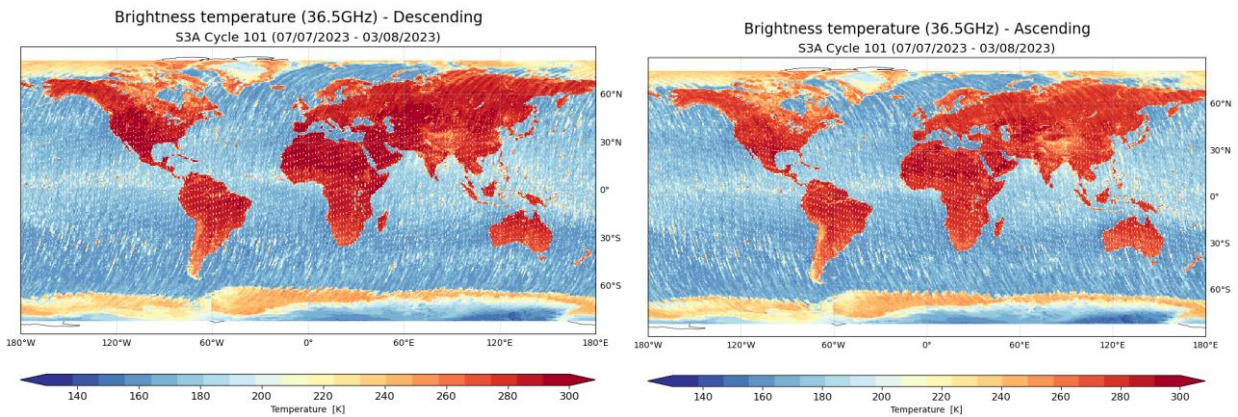 Brightness temperature (36.5GHz) - Descending
S3A Cycle 101 (07/07/2023 - 03/08/2023)
60°N
30°N
0°
30°S
60°S
180°W 120°W 60°W 0° 60°E 120°E 180°E
140 160 180 200 220 240 260 280 300
Temperature [K]
Brightness temperature (36.5GHz) - Ascending
S3A Cycle 101 (07/07/2023 - 03/08/2023)
60°N
30°N
0°
30°S
60°S
180°W 120°W 60°W 0° 60°E 120°E 180°E
140 160 180 200 220 240 260 280 300
Temperature [K]